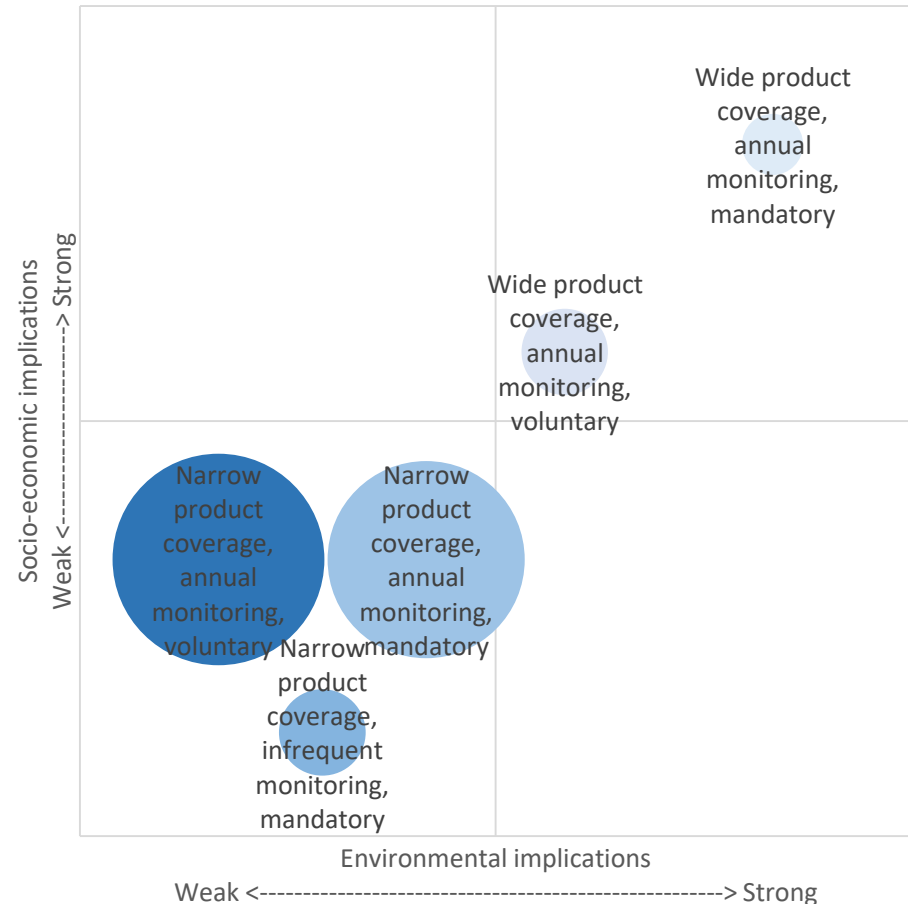 Wide product
coverage,
annual
monitoring,
mandatory
Wide product
coverage,
annual
monitoring,
voluntary
Socio-economic implications
Weak <--------------------> Strong
Narrow
product
coverage,
annual
monitoring,
voluntary
Narrow
product
coverage,
annual
monitoring,
mandatory
Narrow
product
coverage,
infrequent
monitoring,
mandatory
Environmental implications
Weak <-----------------------------------------------------> Strong